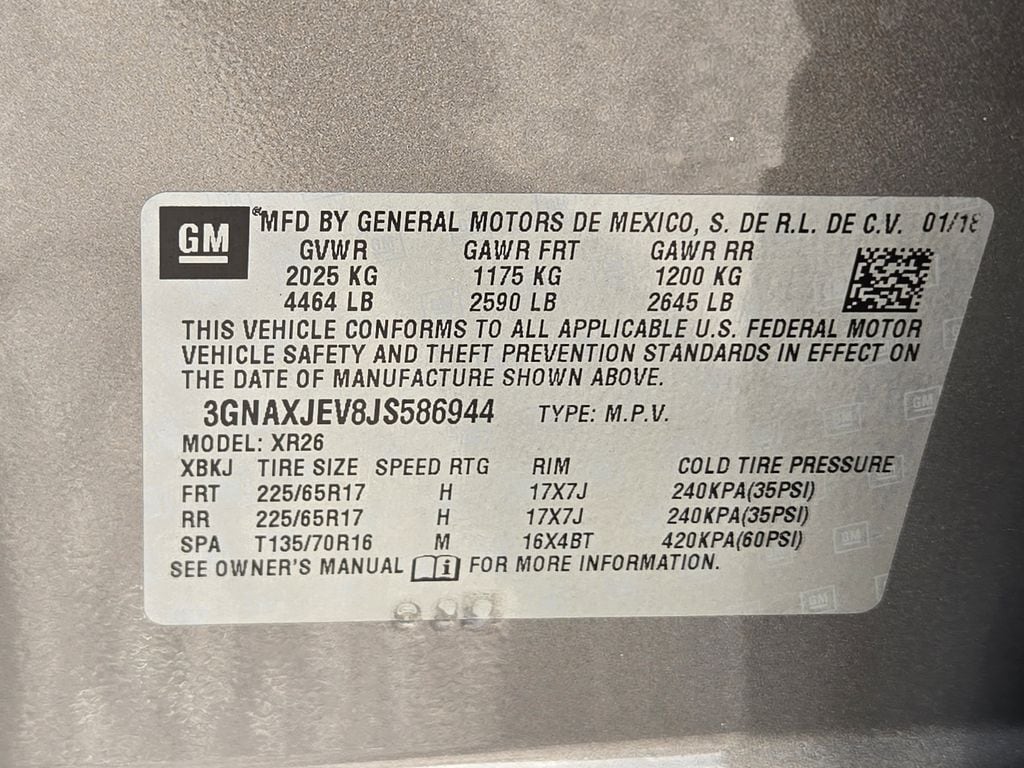 GM ® MFD BY GENERAL MOTORS DE MEXICO, S. DE R.L. DE C.V. 01/18
GVWR GAWR FRT GAWR RR
2025 KG 1175 KG 1200 KG
4464 LB 2590 LB 2645 LB
THIS VEHICLE CONFORMS TO ALL APPLICABLE U.S. FEDERAL MOTOR
VEHICLE SAFETY AND THEFT PREVENTION STANDARDS IN EFFECT ON
THE DATE OF MANUFACTURE SHOWN ABOVE.
3GNAXJEV8JS586944 TYPE: M.P.V.
MODEL: XR26
XBKJ TIRE SIZE SPEED RTG RIM COLD TIRE PRESSURE
FRT 225/65R17 H 17X7J 240KPA(35PSI)
RR 225/65R17 H 17X7J 240KPA(35PSI)
SPA T135/70R16 M 16X4BT 420KPA(60PSI)
SEE OWNER'S MANUAL i FOR MORE INFORMATION.